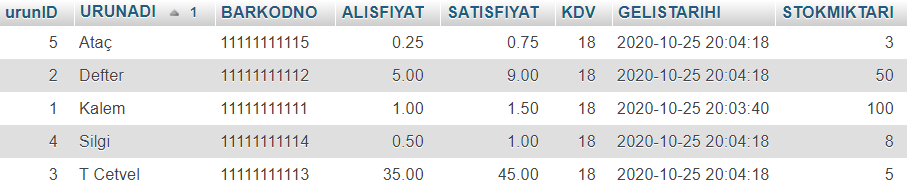 urunID URUNADI 1 BARKODNO ALISFIYAT SATISFIYAT KDV GELISTARIHI STOKMIKTARI
5 Ataç 11111111115 0.25 0.75 18 2020-10-25 20:04:18 3
2 Defter 11111111112 5.00 9.00 18 2020-10-25 20:04:18 50
1 Kalem 11111111111 1.00 1.50 18 2020-10-25 20:03:40 100
4 Silgi 11111111114 0.50 1.00 18 2020-10-25 20:04:18 8
3 T Cetvel 11111111113 35.00 45.00 18 2020-10-25 20:04:18 5